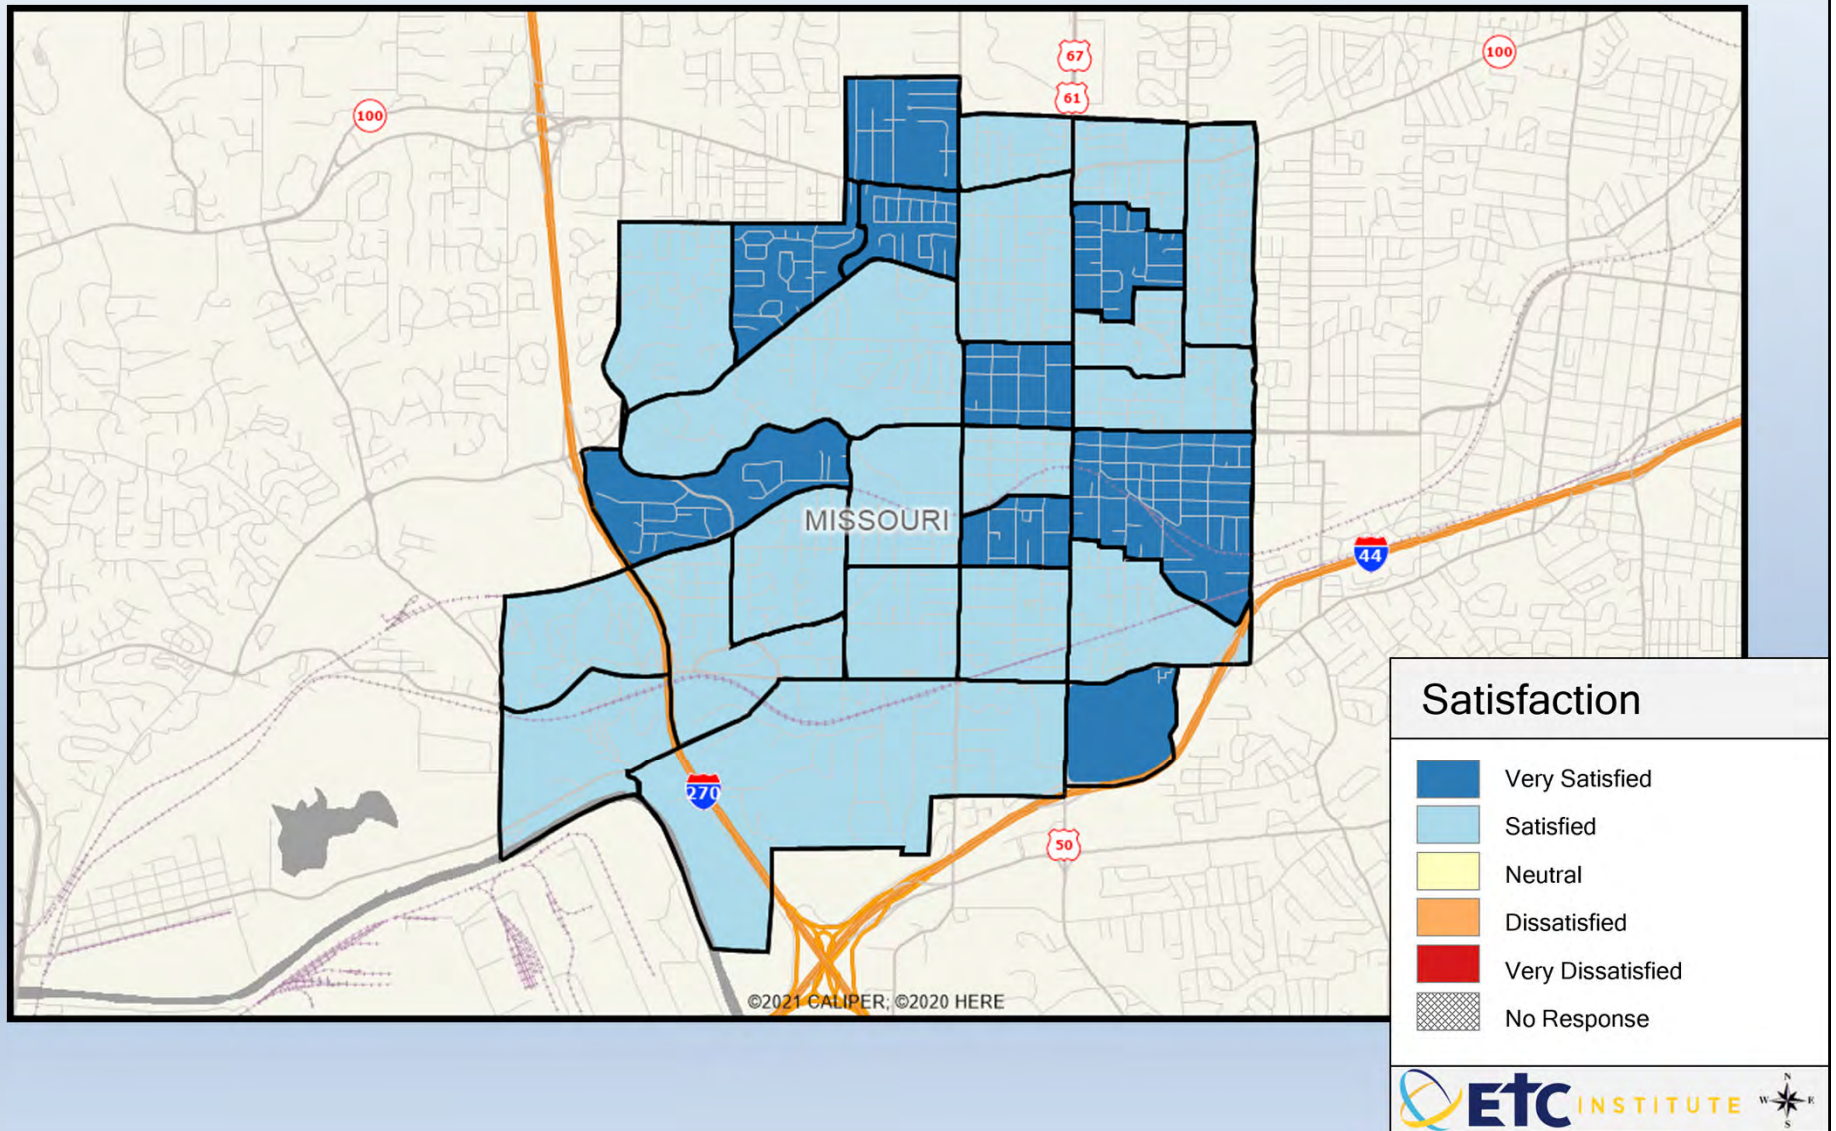 67
100
61
100
MISSOURI
44
270
50
©2021 CALIPER; ©2020 HERE
Satisfaction
Very Satisfied
Satisfied
Neutral
Dissatisfied
Very Dissatisfied
No Response
ETC INSTITUTE
N
W E
S